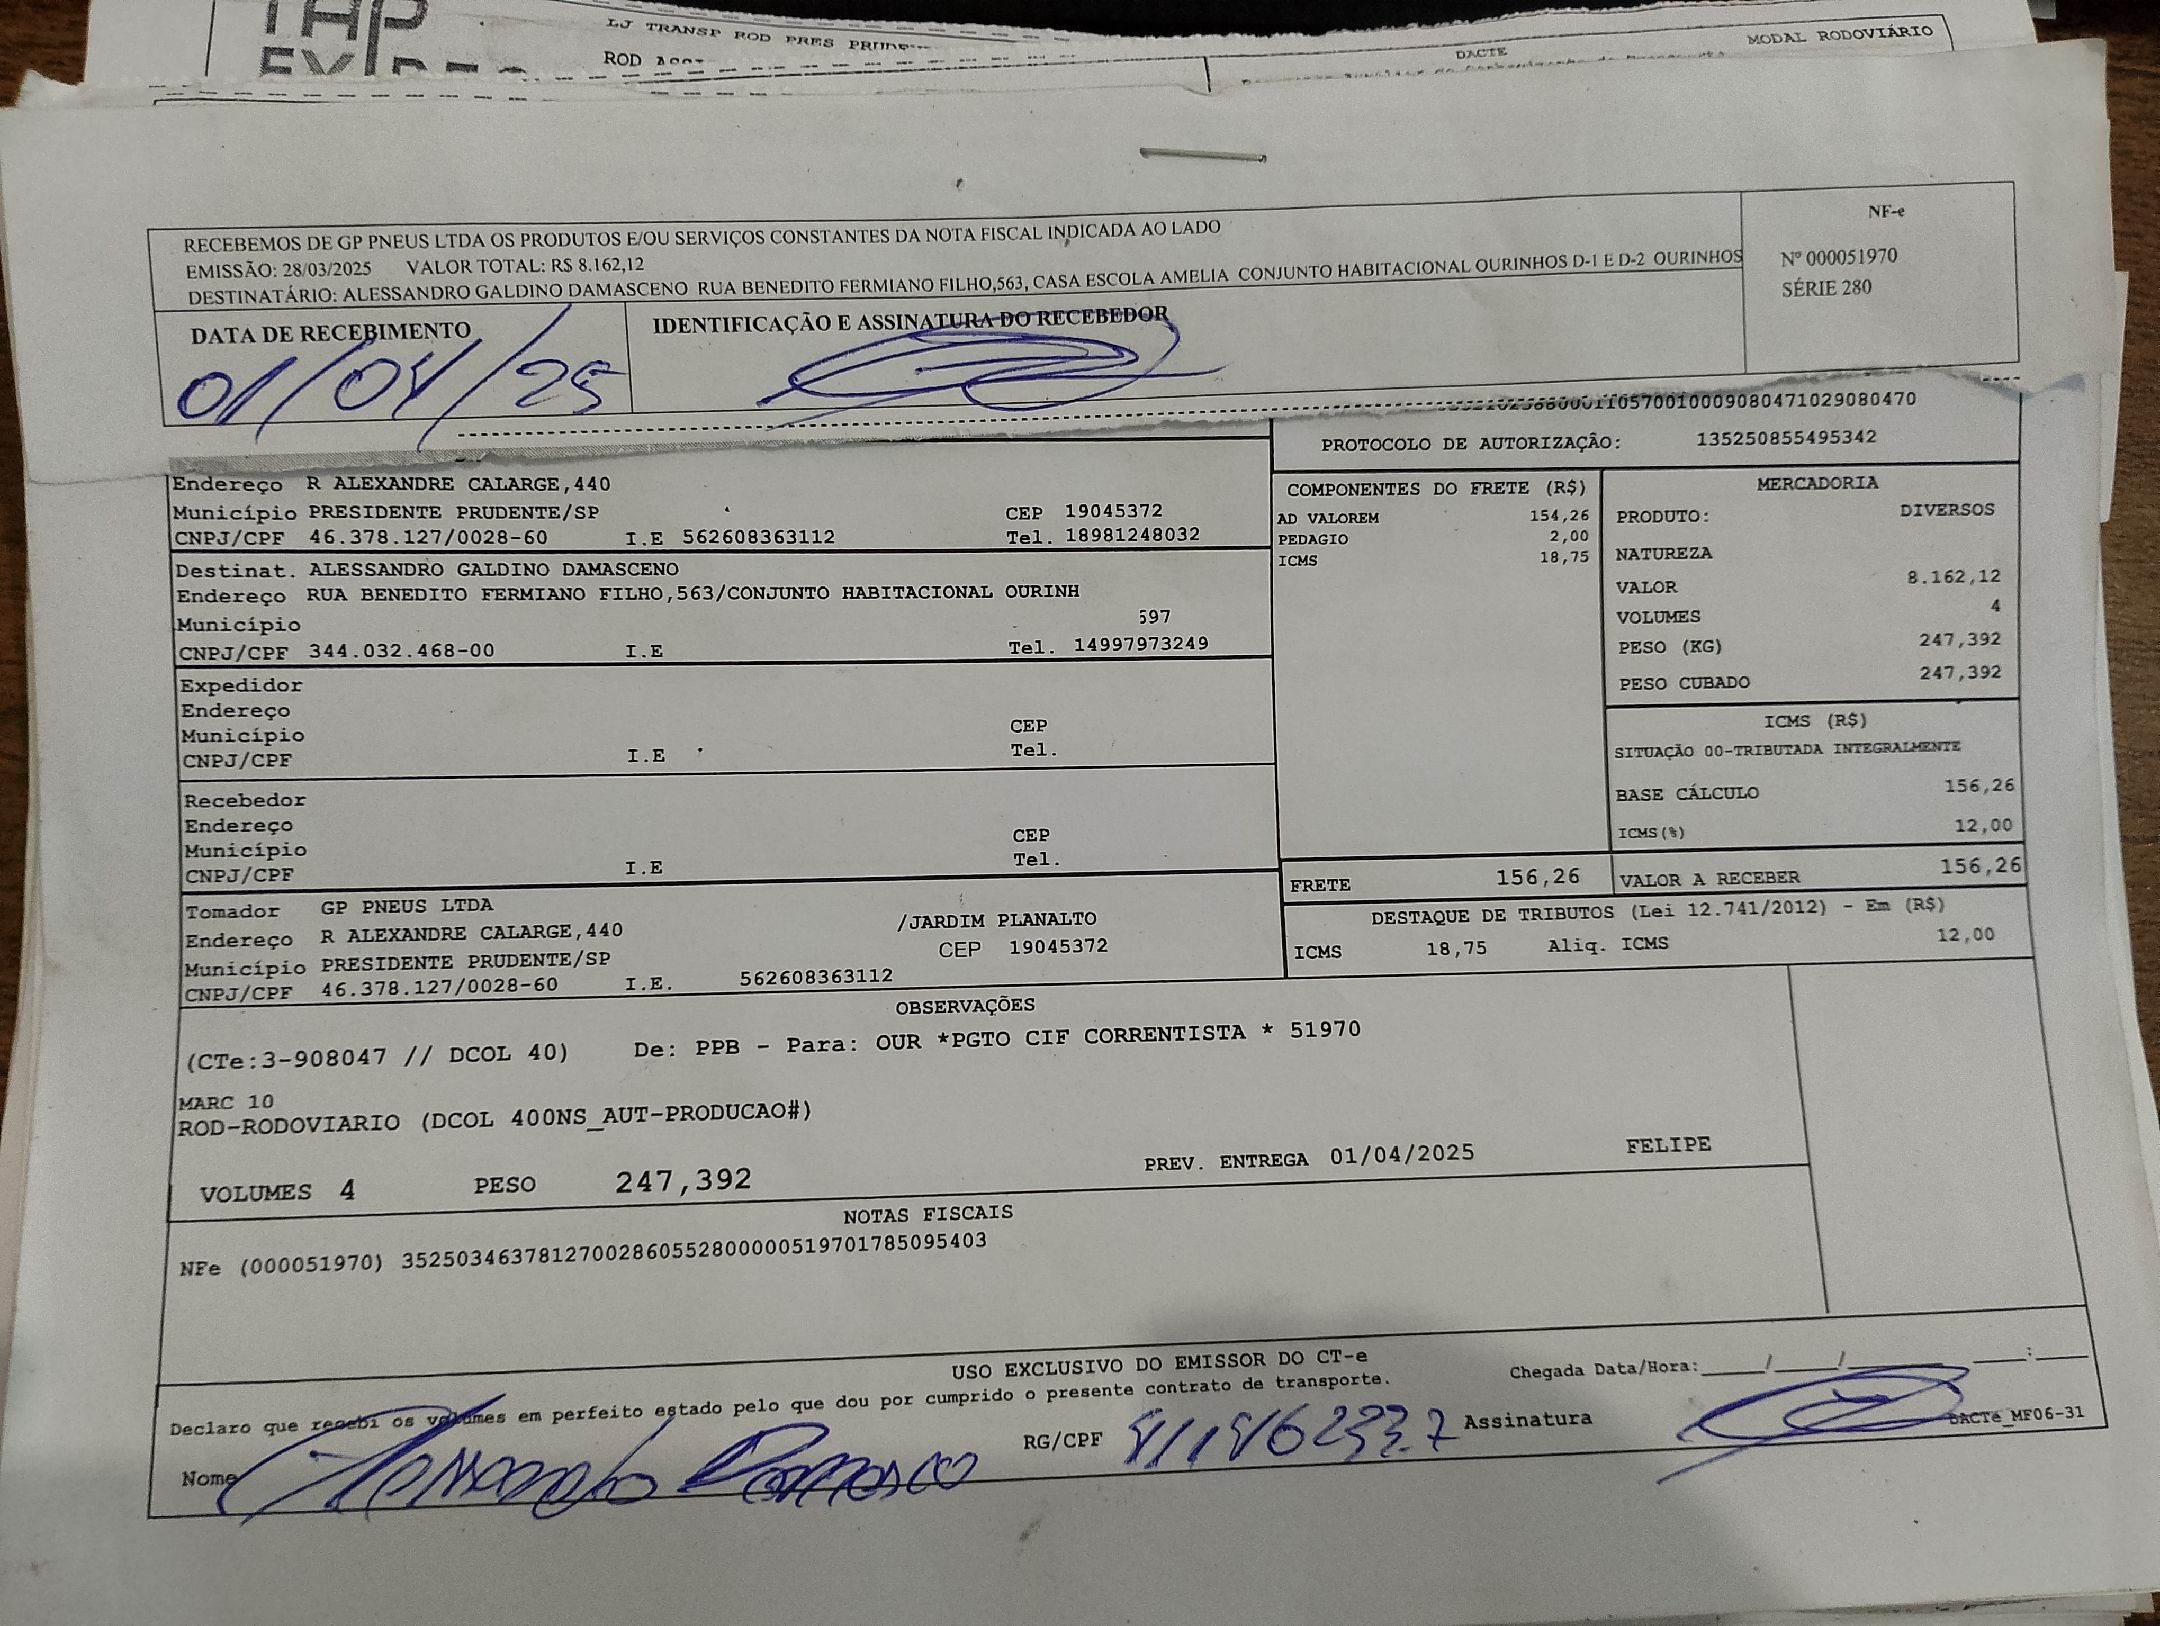 LJ TRANSP ROD PRES
ROD
DACTE
MODAL RODOVIÁRIO
RECEBEMOS DE GP PNEUS LTDA OS PRODUTOS E/OU SERVIÇOS CONSTANTES DA NOTA FISCAL INDICADA AO LADO
EMISSÃO: 28/03/2025 VALOR TOTAL: R$ 8.162,12
DESTINATÁRIO: ALESSANDRO GALDINO DAMASCENO RUA BENEDITO FERMIANO FILHO,563, CASA ESCOLA AMELIA CONJUNTO HABITACIONAL OURINHOS D-1 E D-2 OURINHOS
NF-e
Nº 000051970
SÉRIE 280
DATA DE RECEBIMENTO
01/04/25
IDENTIFICAÇÃO E ASSINATURA DO RECEBEDOR
PROTOCOLO DE AUTORIZAÇÃO: 135250855495342
Endereço R ALEXANDRE CALARGE,440
Município PRESIDENTE PRUDENTE/SP CEP 19045372
CNPJ/CPF 46.378.127/0028-60 I.E 562608363112 Tel. 18981248032
Destinat. ALESSANDRO GALDINO DAMASCENO
Endereço RUA BENEDITO FERMIANO FILHO,563/CONJUNTO HABITACIONAL OURINH
Município 597
CNPJ/CPF 344.032.468-00 I.E Tel. 14997973249
Expedidor
Endereço
Município CEP
CNPJ/CPF I.E Tel.
Recebedor
Endereço
Município CEP
CNPJ/CPF I.E Tel.
Tomador GP PNEUS LTDA
Endereço R ALEXANDRE CALARGE,440 /JARDIM PLANALTO
Município PRESIDENTE PRUDENTE/SP CEP 19045372
CNPJ/CPF 46.378.127/0028-60 I.E. 562608363112
COMPONENTES DO FRETE (R$)
AD VALOREM 154,26
PEDAGIO 2,00
ICMS 18,75
MERCADORIA
PRODUTO: DIVERSOS
NATUREZA
VALOR 8.162,12
VOLUMES 4
PESO (KG) 247,392
PESO CUBADO 247,392
ICMS (R$)
SITUAÇÃO 00-TRIBUTADA INTEGRALMENTE
BASE CÁLCULO 156,26
ICMS(%) 12,00
FRETE 156,26 VALOR A RECEBER 156,26
DESTAQUE DE TRIBUTOS (Lei 12.741/2012) - Em (R$)
ICMS 18,75 Aliq. ICMS 12,00
OBSERVAÇÕES
(CTe:3-908047 // DCOL 40) De: PPB - Para: OUR *PGTO CIF CORRENTISTA * 51970
MARC 10
ROD-RODOVIARIO (DCOL 400NS_AUT-PRODUCAO#)
VOLUMES 4 PESO 247,392 PREV. ENTREGA 01/04/2025 FELIPE
NOTAS FISCAIS
NFe (000051970) 35250346378127002860552800000519701785095403
USO EXCLUSIVO DO EMISSOR DO CT-e
Declaro que recebi os volumes em perfeito estado pelo que dou por cumprido o presente contrato de transporte.
Chegada Data/Hora:____/____/____ ____:____
Nome RG/CPF Assinatura DACTe_MF06-31